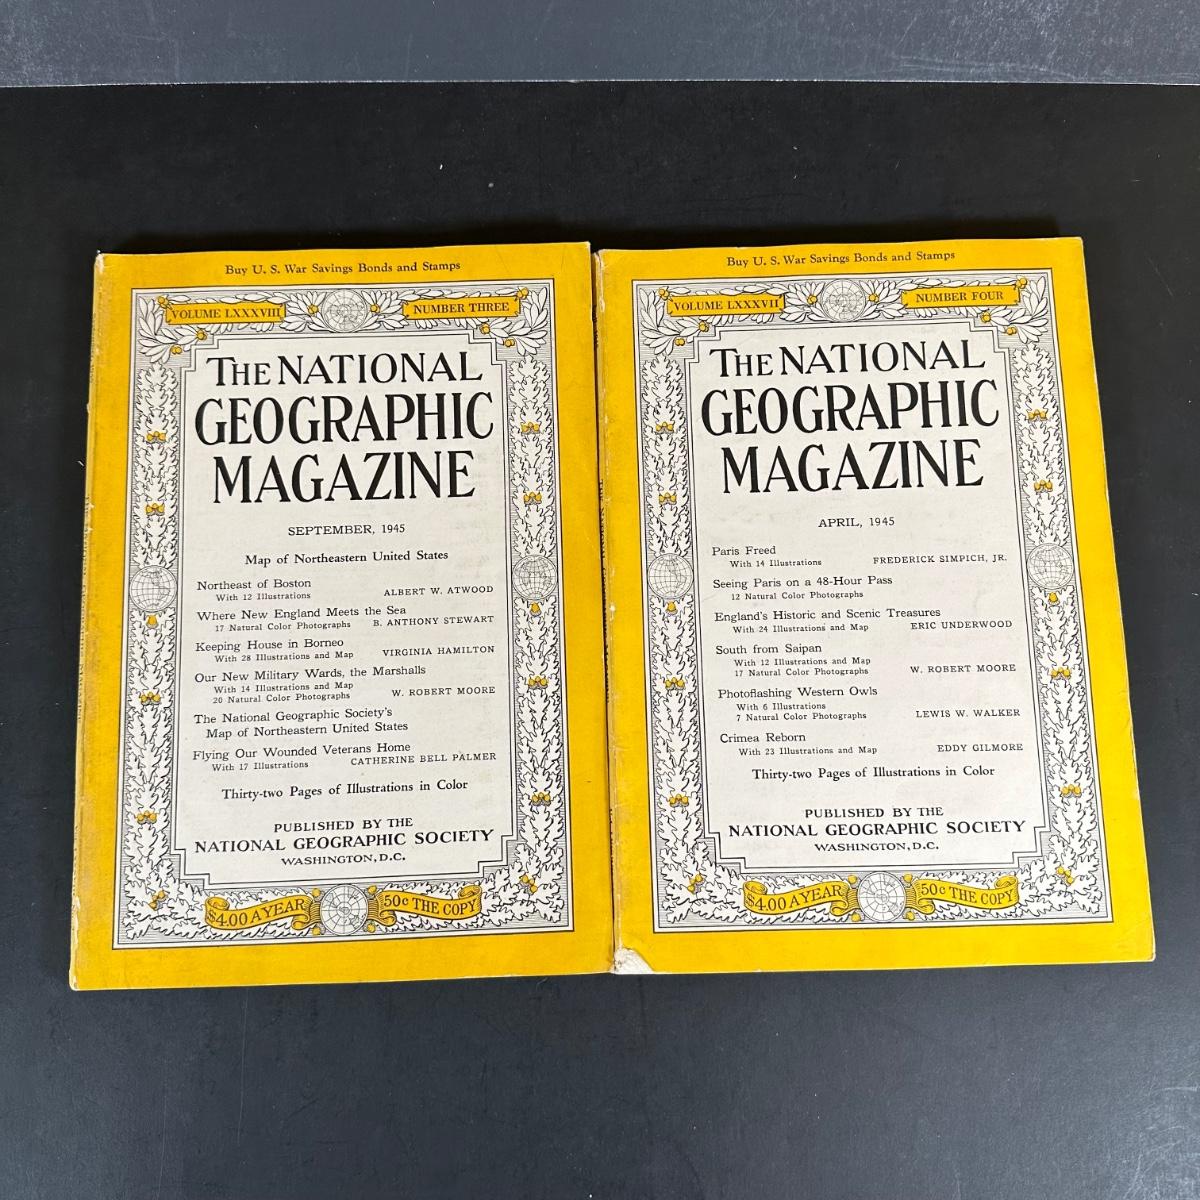 Buy U. S. War Savings Bonds and Stamps
VOLUME LXXXVIII
NUMBER THREE
THE NATIONAL
GEOGRAPHIC
MAGAZINE
SEPTEMBER, 1945
Map of Northeastern United States
Northeast of Boston
With 12 Illustrations ALBERT W. ATWOOD
Where New England Meets the Sea
17 Natural Color Photographs B. ANTHONY STEWART
Keeping House in Borneo
With 28 Illustrations and Map VIRGINIA HAMILTON
Our New Military Wards, the Marshalls
With 14 Illustrations and Map
20 Natural Color Photographs W. ROBERT MOORE
The National Geographic Society's
Map of Northeastern United States
Flying Our Wounded Veterans Home
With 17 Illustrations CATHERINE BELL PALMER
Thirty-two Pages of Illustrations in Color
PUBLISHED BY THE
NATIONAL GEOGRAPHIC SOCIETY
WASHINGTON, D.C.
$4.00 A YEAR
50¢ THE COPY
Buy U. S. War Savings Bonds and Stamps
VOLUME LXXXVII
NUMBER FOUR
THE NATIONAL
GEOGRAPHIC
MAGAZINE
APRIL, 1945
Paris Freed
With 14 Illustrations FREDERICK SIMPICH, JR.
Seeing Paris on a 48-Hour Pass
12 Natural Color Photographs
England's Historic and Scenic Treasures
With 24 Illustrations and Map ERIC UNDERWOOD
South from Saipan
With 12 Illustrations and Map
17 Natural Color Photographs W. ROBERT MOORE
Photoflashing Western Owls
With 6 Illustrations
7 Natural Color Photographs LEWIS W. WALKER
Crimea Reborn
With 23 Illustrations and Map EDDY GILMORE
Thirty-two Pages of Illustrations in Color
PUBLISHED BY THE
NATIONAL GEOGRAPHIC SOCIETY
WASHINGTON, D.C.
$4.00 A YEAR
50¢ THE COPY